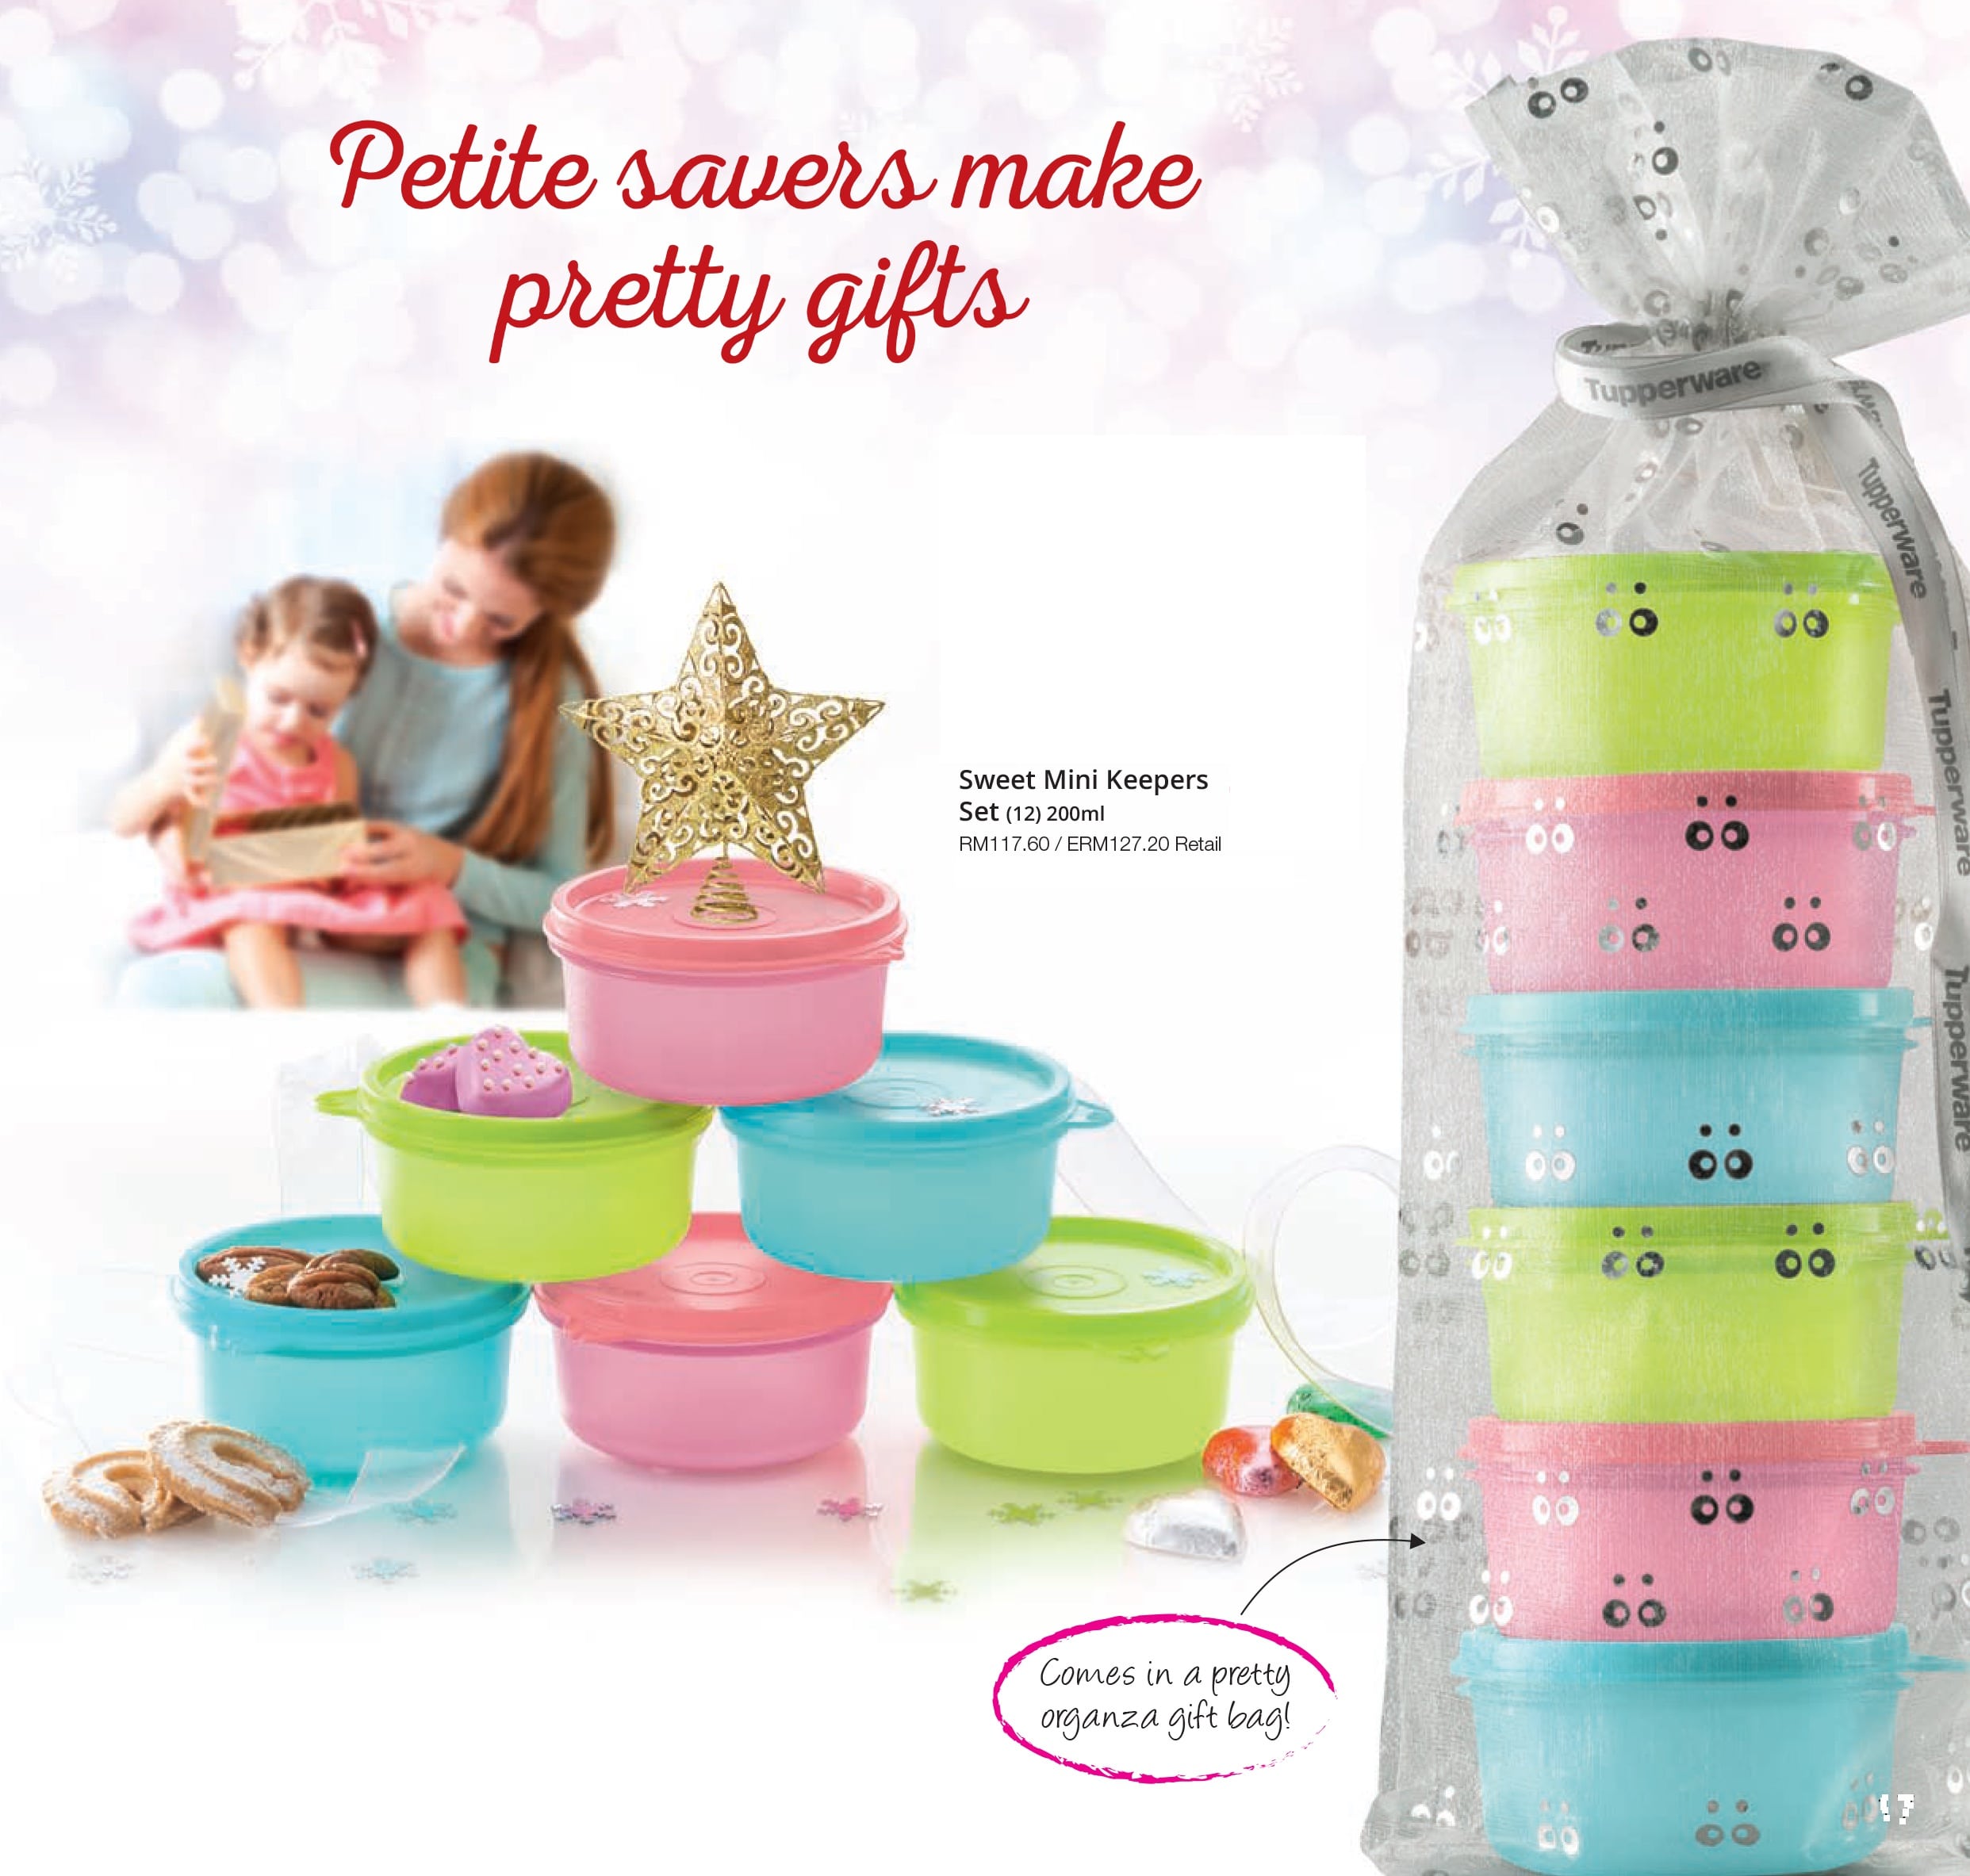 Petite savers make
pretty gifts
Tupperware
Tupperware
Tupperware
Tupperware
Sweet Mini Keepers
Set (12) 200ml
RM117.60 / ERM127.20 Retail
Comes in a pretty
organza gift bag!